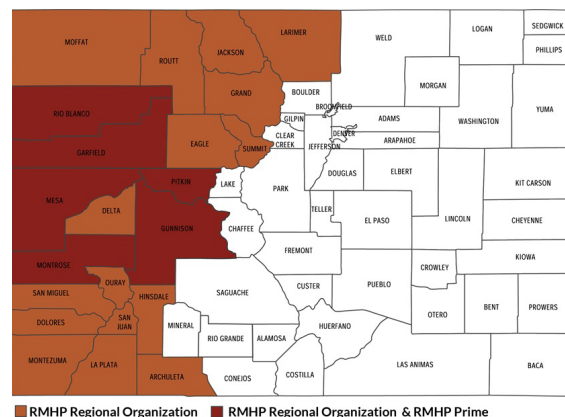 LOGAN
SEDGWICK
LARIMER
WELD
MOFFAT
ROUTT
JACKSON
PHILLIPS
MORGAN
GRAND
BOULDER
RIO BLANCO
BROOMFIELD
YUMA
GILPIN
ADAMS
WASHINGTON
DENVER
CLEAR
CREEK
ARAPAHOE
EAGLE
SUMMIT
JEFFERSON
GARFIELD
DOUGLAS
ELBERT
PITKIN
LAKE
KIT CARSON
PARK
MESA
DELTA
TELLER
LINCOLN
CHEYENNE
EL PASO
GUNNISON
CHAFFEE
FREMONT
KIOWA
MONTROSE
CROWLEY
OURAY
CUSTER
PUEBLO
SAN MIGUEL
HINSDALE
SAGUACHE
BENT
PROWERS
OTERO
DOLORES
SAN
JUAN
MINERAL
HUERFANO
RIO GRANDE
ALAMOSA
MONTEZUMA
LA PLATA
LAS ANIMAS
BACA
ARCHULETA
CONEJOS
COSTILLA
RMHP Regional Organization
RMHP Regional Organization & RMHP Prime